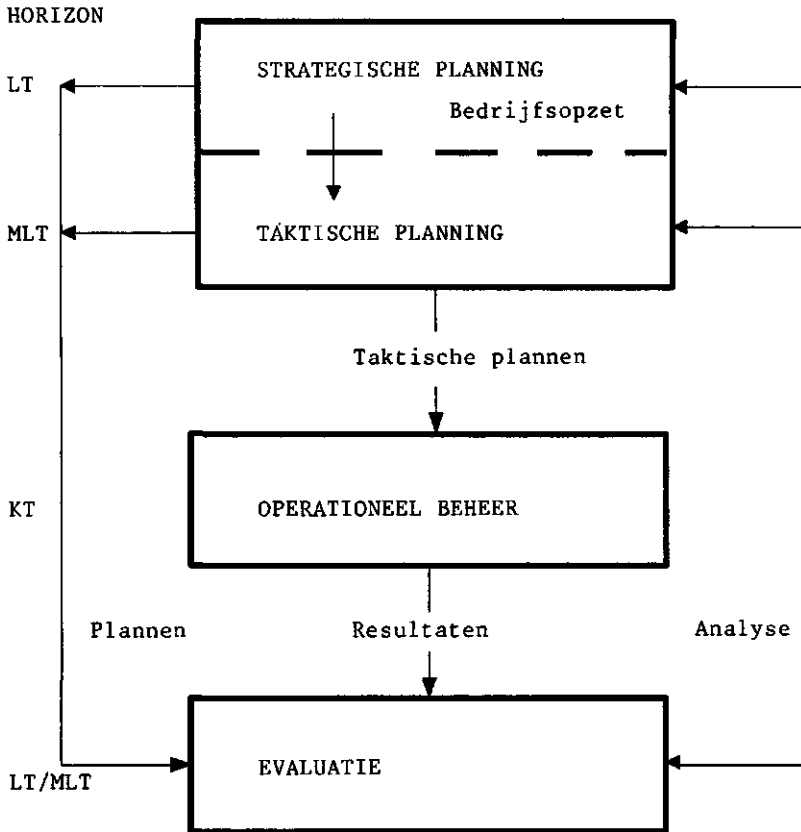 HORIZON
STRATEGISCHE PLANNING
LT
Bedrijfsopzet
MLT
TAKTISCHE PLANNING
Taktische plannen
KT
OPERATIONEEL BEHEER
Plannen
Resultaten
Analyse
EVALUATIE
LT/MLT